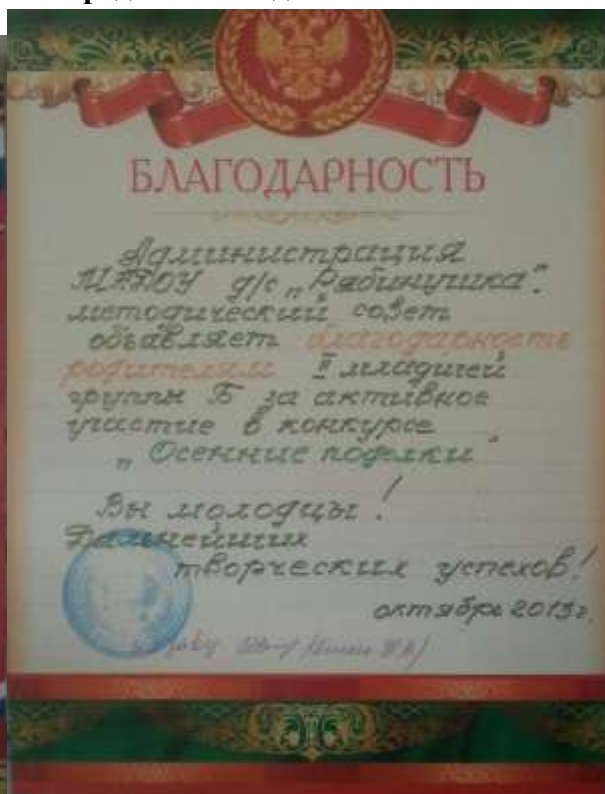 БЛАГОДАРНОСТЬ
Администрация
д/с „Рябинушка".
методический совет
объявляет благодарность
родителям II младшей
группы Б за активное
участие в конкурсе
„Осенние поделки"
Вы молодцы!
Дальнейших
творческих успехов!
октябрь 2013г.